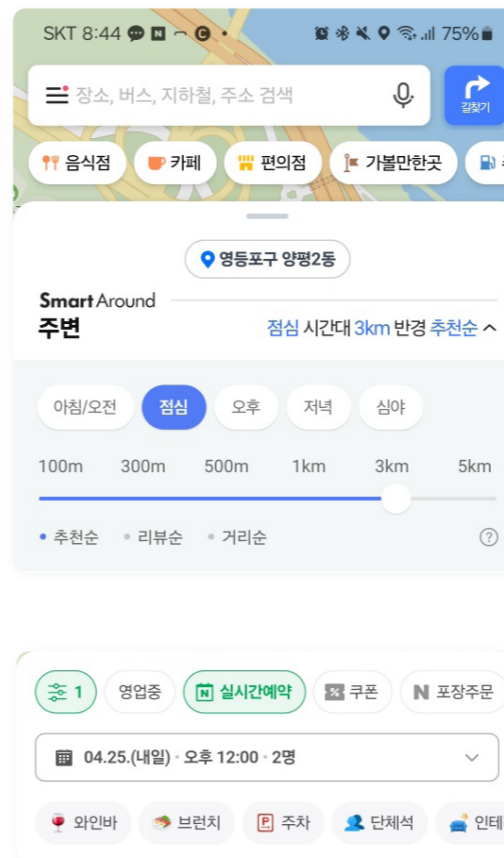 SKT 8:44 75%
장소, 버스, 지하철, 주소 검색 길찾기
음식점 카페 편의점 가볼만한곳
영등포구 양평2동
SmartAround
주변 점심 시간대 3km 반경 추천순
아침/오전 점심 오후 저녁 심야
100m 300m 500m 1km 3km 5km
추천순 리뷰순 거리순 ?
1 영업중 N 실시간예약 쿠폰 N 포장주문
04.25.(내일) · 오후 12:00 · 2명
와인바 브런치 P 주차 단체석 인테